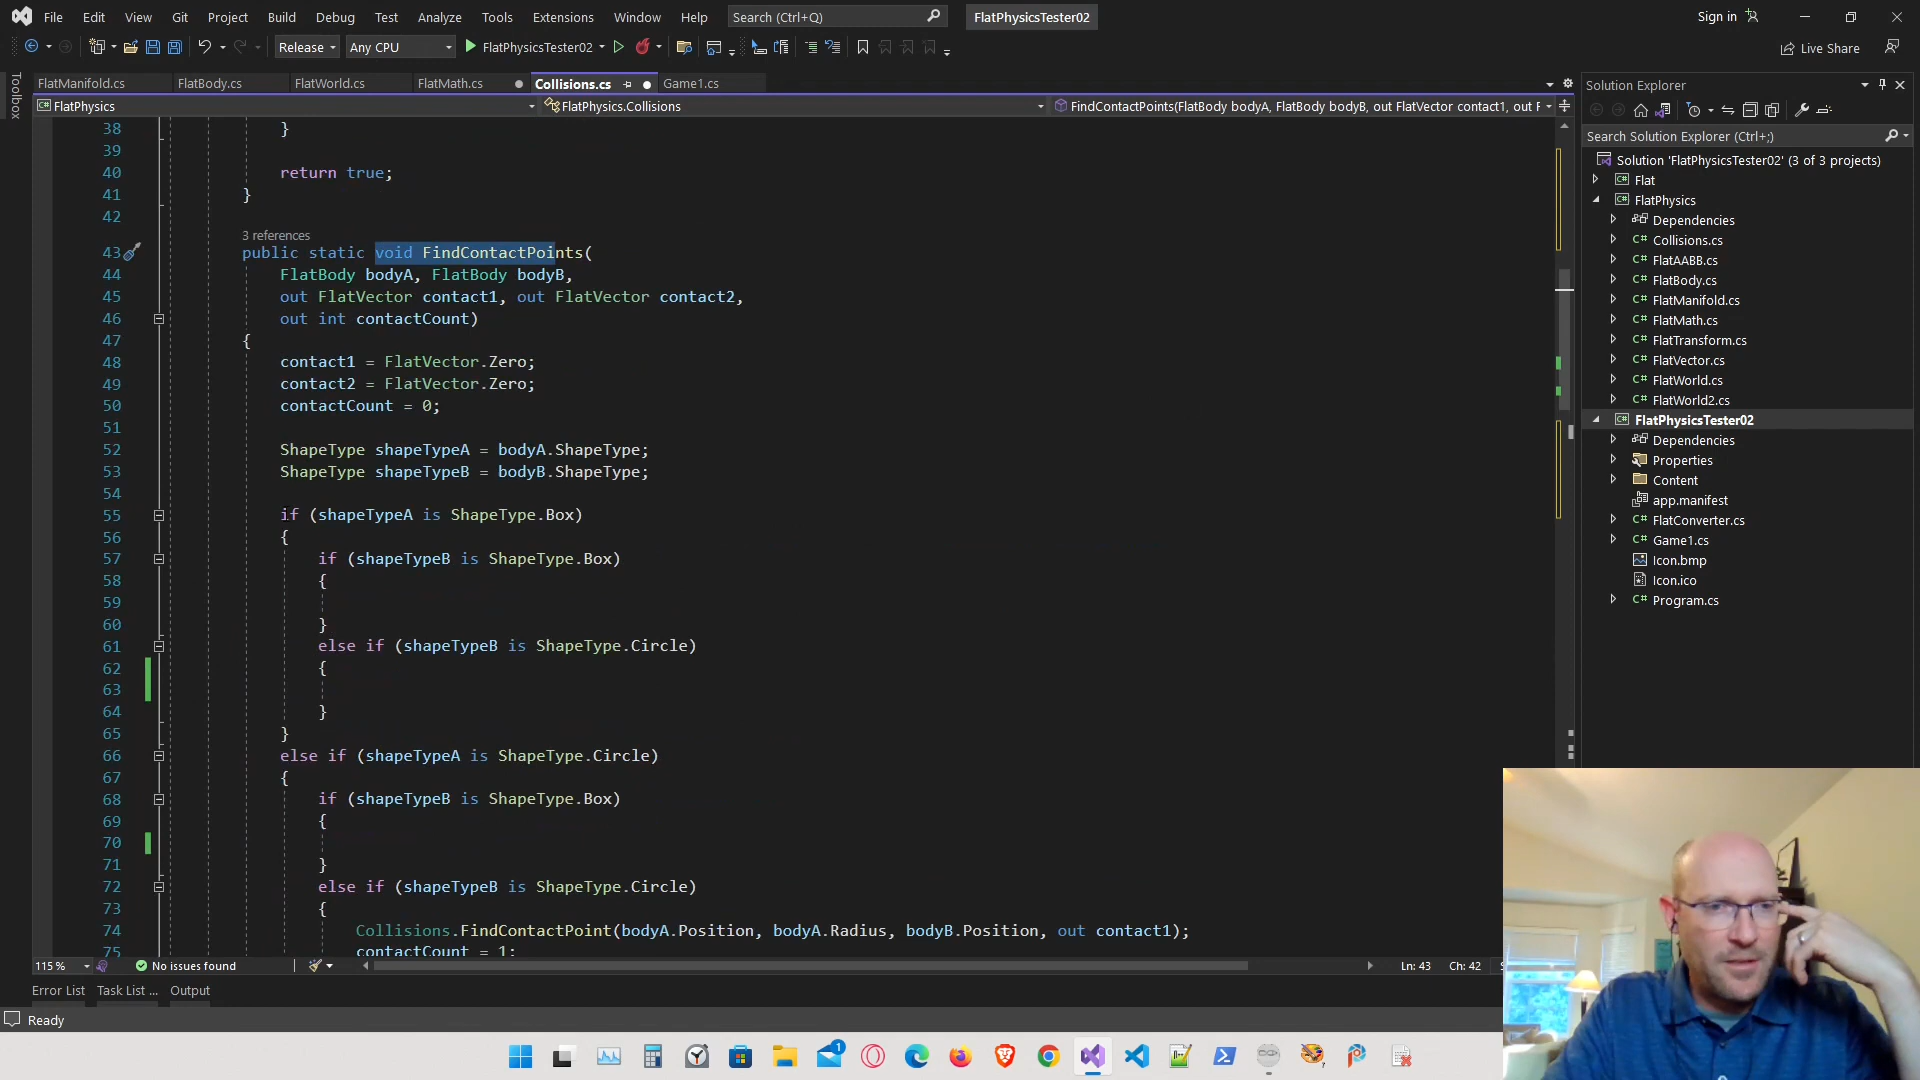 File Edit View Git Project Build Debug Test Analyze Tools Extensions Window Help Search (Ctrl+Q) FlatPhysicsTester02 Sign in
Release Any CPU FlatPhysicsTester02 Live Share
Toolbox
FlatManifold.cs FlatBody.cs FlatWorld.cs FlatMath.cs Collisions.cs Game1.cs
FlatPhysics FlatPhysics.Collisions FindContactPoints(FlatBody bodyA, FlatBody bodyB, out FlatVector contact1, out F
38 }
39
40 return true;
41 }
42
3 references
43 public static void FindContactPoints(
44 FlatBody bodyA, FlatBody bodyB,
45 out FlatVector contact1, out FlatVector contact2,
46 out int contactCount)
47 {
48 contact1 = FlatVector.Zero;
49 contact2 = FlatVector.Zero;
50 contactCount = 0;
51
52 ShapeType shapeTypeA = bodyA.ShapeType;
53 ShapeType shapeTypeB = bodyB.ShapeType;
54
55 if (shapeTypeA is ShapeType.Box)
56 {
57 if (shapeTypeB is ShapeType.Box)
58 {
59
60 }
61 else if (shapeTypeB is ShapeType.Circle)
62 {
63
64 }
65 }
66 else if (shapeTypeA is ShapeType.Circle)
67 {
68 if (shapeTypeB is ShapeType.Box)
69 {
70
71 }
72 else if (shapeTypeB is ShapeType.Circle)
73 {
74 Collisions.FindContactPoint(bodyA.Position, bodyA.Radius, bodyB.Position, out contact1);
75 contactCount = 1;
115 % No issues found Ln: 43 Ch: 42
Error List Task List ... Output
Ready
Solution Explorer
Search Solution Explorer (Ctrl+;)
Solution 'FlatPhysicsTester02' (3 of 3 projects)
C# Flat
C# FlatPhysics
Dependencies
C# Collisions.cs
C# FlatAABB.cs
C# FlatBody.cs
C# FlatManifold.cs
C# FlatMath.cs
C# FlatTransform.cs
C# FlatVector.cs
C# FlatWorld.cs
C# FlatWorld2.cs
C# FlatPhysicsTester02
Dependencies
Properties
Content
app.manifest
C# FlatConverter.cs
C# Game1.cs
Icon.bmp
Icon.ico
C# Program.cs
1